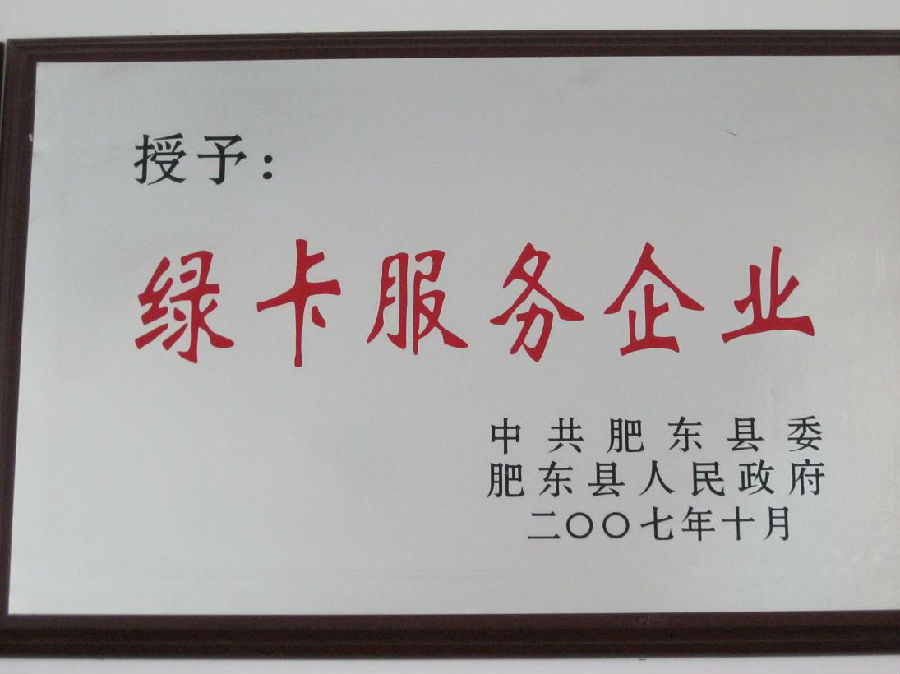 授予：
绿卡服务企业
中共肥东县委
肥东县人民政府
二〇〇七年十月